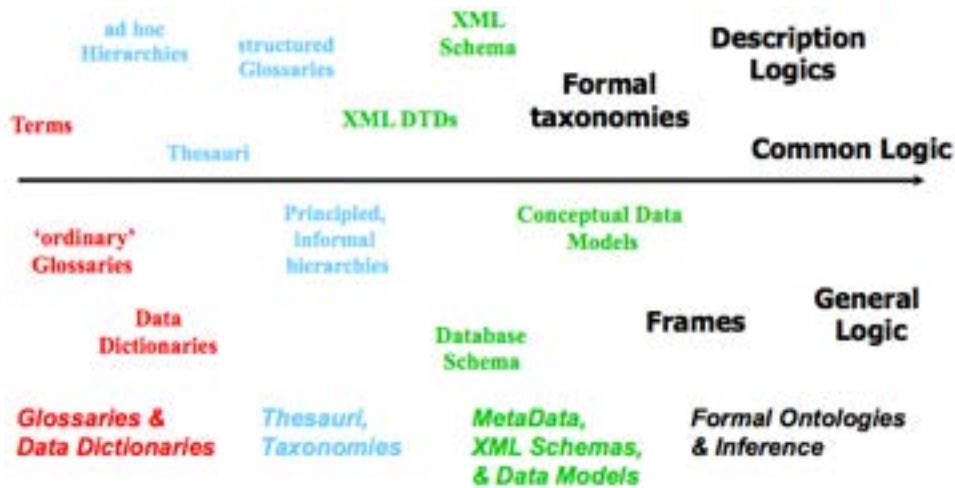 ad hoc
Hierarchies
structured
Glossaries
XML
Schema
Description
Logics
Formal
taxonomies
Terms
XML DTDs
Thesauri
Common Logic
'ordinary'
Glossaries
Principled,
informal
hierarchies
Conceptual Data
Models
Data
Dictionaries
Database
Schema
Frames
General
Logic
Glossaries &
Data Dictionaries
Thesauri,
Taxonomies
MetaData,
XML Schemas,
& Data Models
Formal Ontologies
& Inference